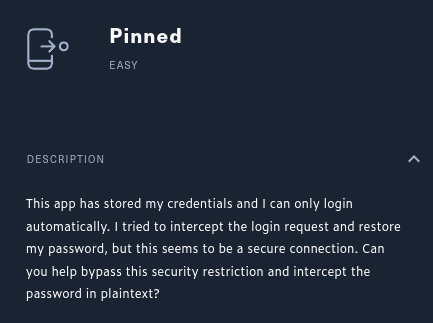 Pinned
EASY
DESCRIPTION
This app has stored my credentials and I can only login
automatically. I tried to intercept the login request and restore
my password, but this seems to be a secure connection. Can
you help bypass this security restriction and intercept the
password in plaintext?